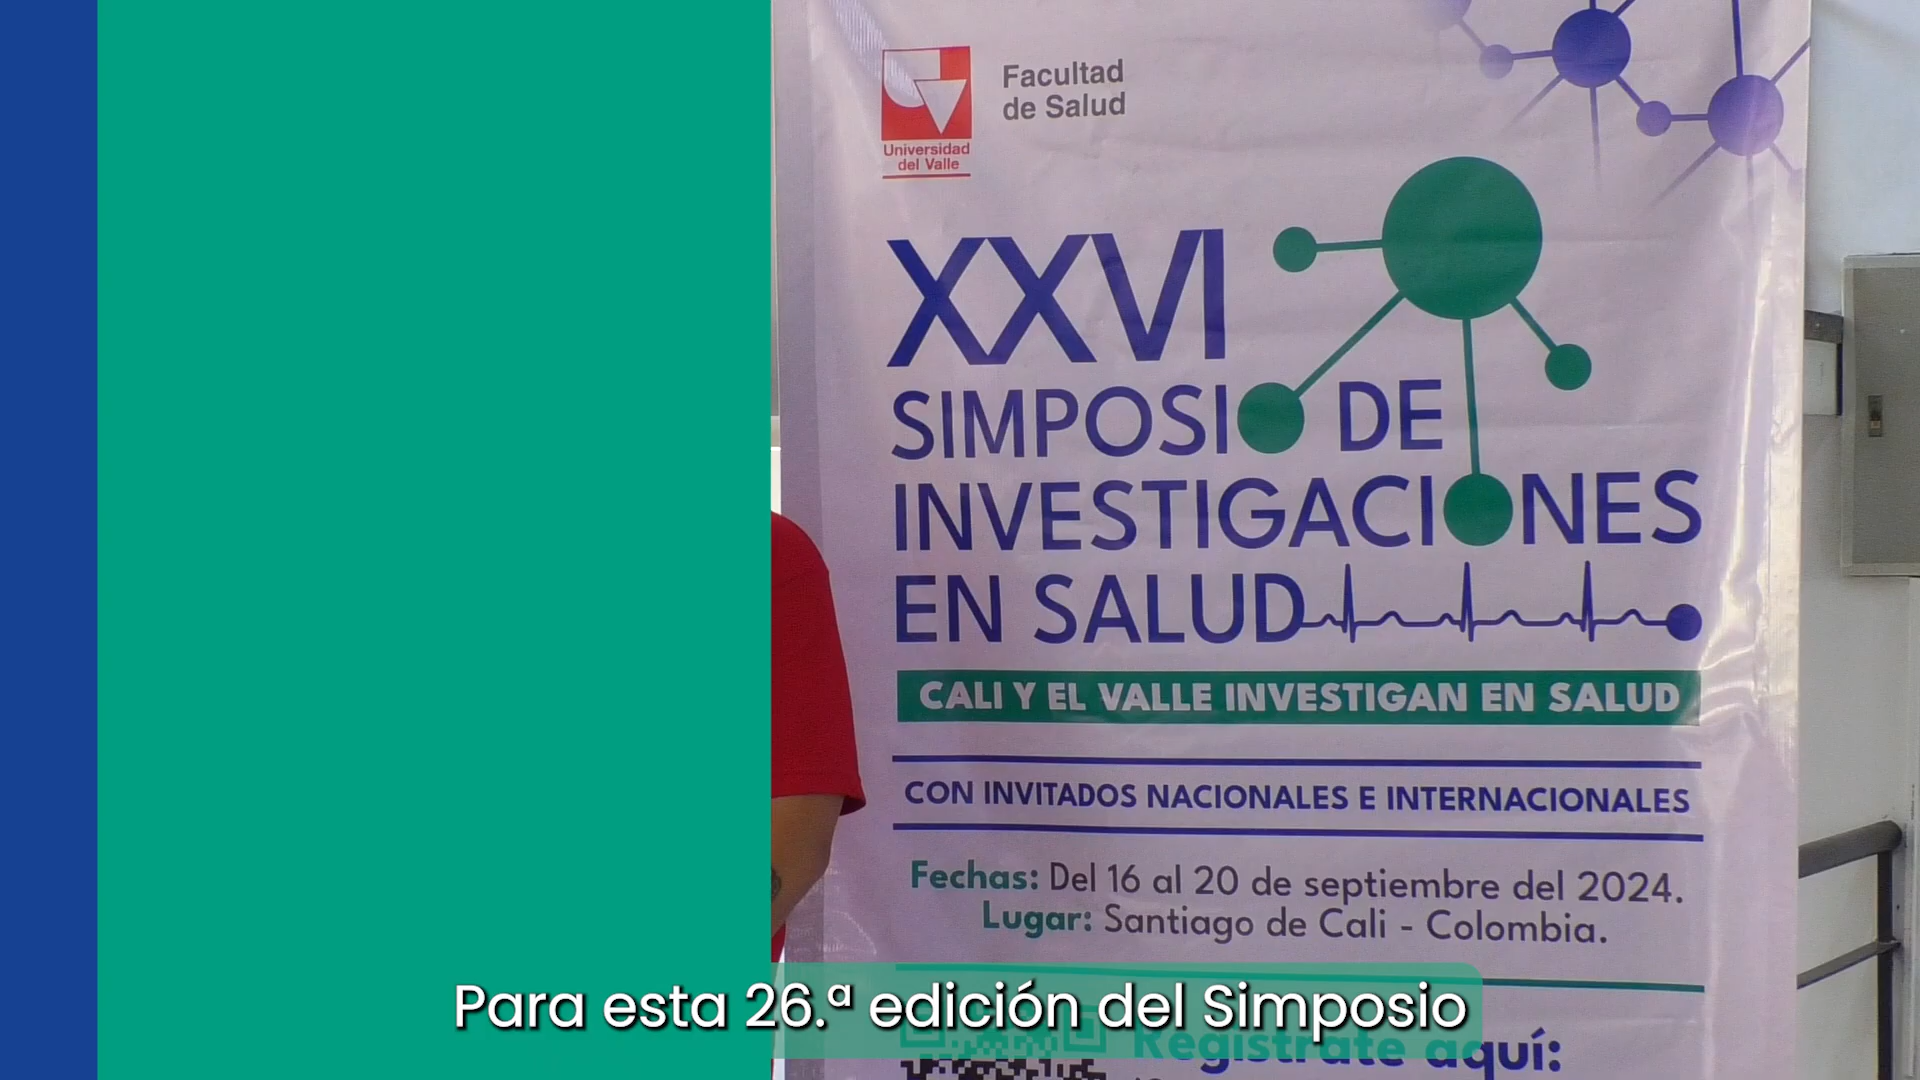 Facultad
de Salud
Universidad
del Valle
XXVI
SIMPOSIO DE
INVESTIGACIONES
EN SALUD
CALI Y EL VALLE INVESTIGAN EN SALUD
CON INVITADOS NACIONALES E INTERNACIONALES
Fechas: Del 16 al 20 de septiembre del 2024.
Lugar: Santiago de Cali - Colombia.
Para esta 26.ª edición del Simposio
Regístrate aquí: